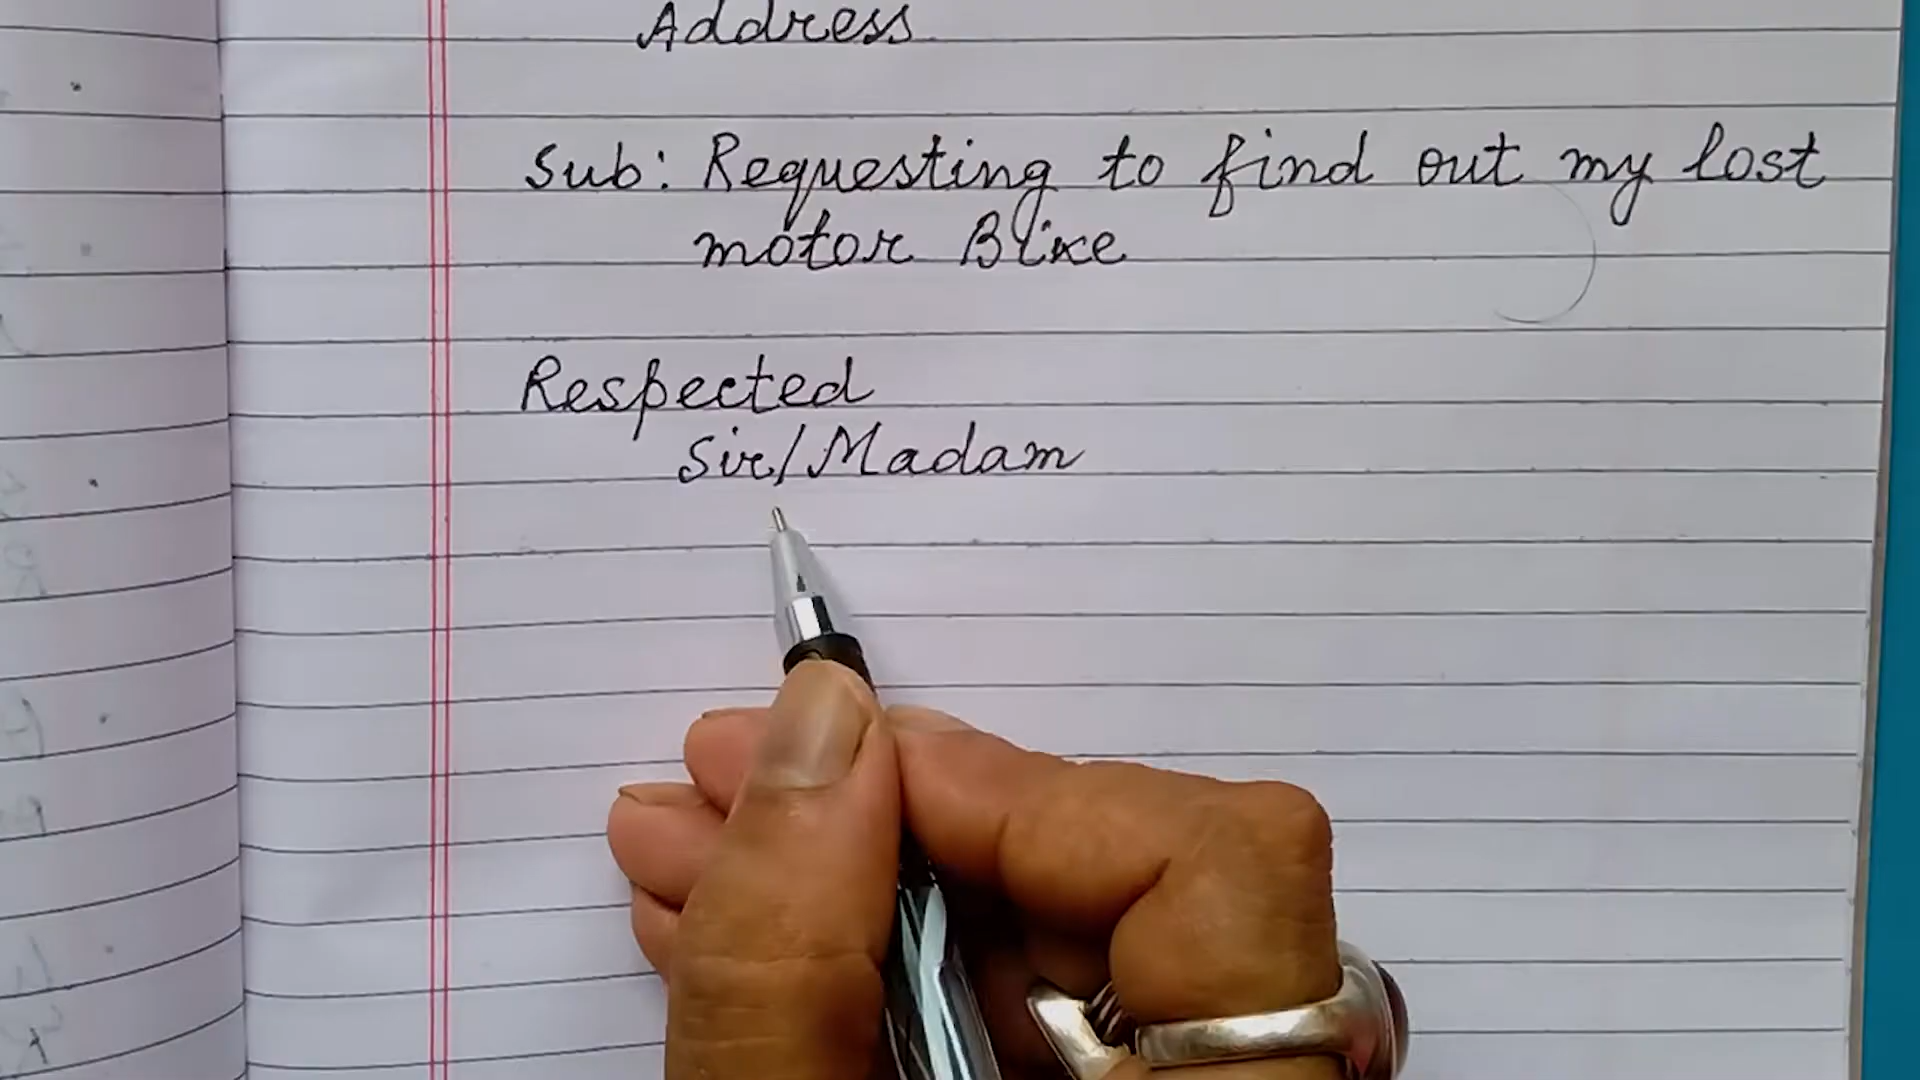 Address
Sub: Requesting to find out my lost
motor Bike
Respected
Sir/Madam